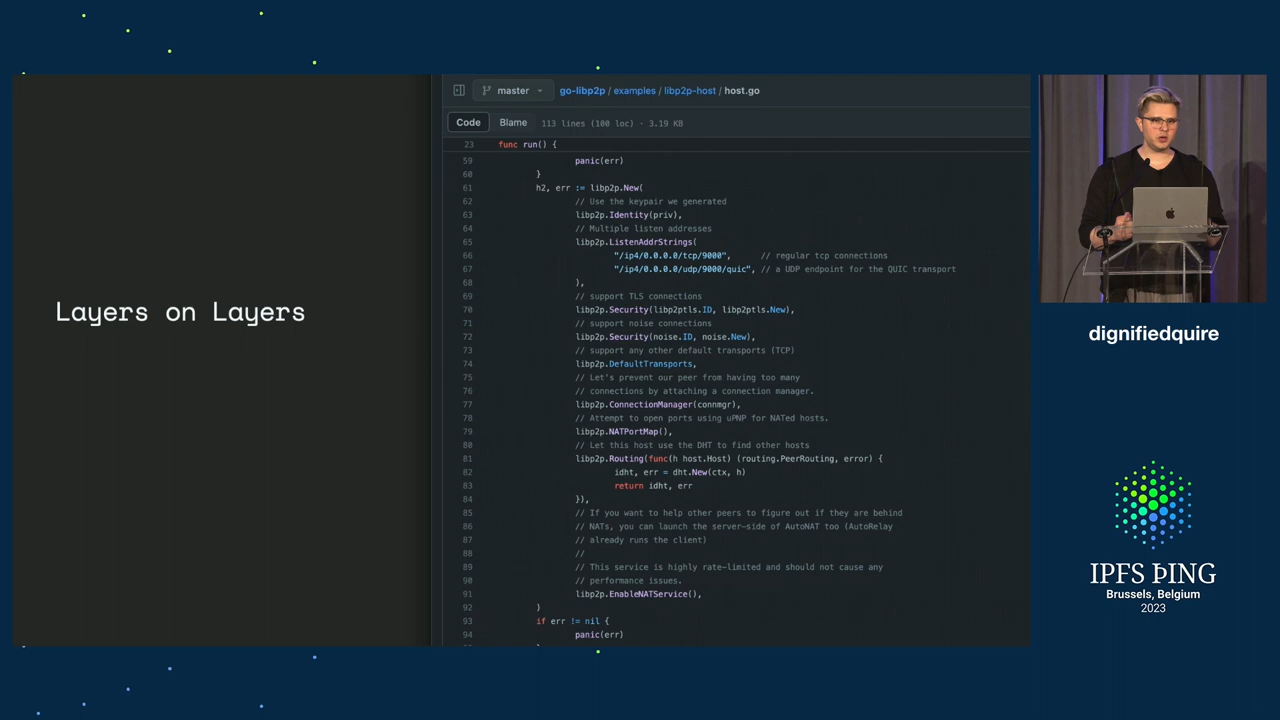 Layers on Layers
master
go-libp2p / examples / libp2p-host / host.go
Code Blame 113 lines (100 loc) · 3.19 KB
23 func run() {
59 panic(err)
60 }
61 h2, err := libp2p.New(
62 // Use the keypair we generated
63 libp2p.Identity(priv),
64 // Multiple listen addresses
65 libp2p.ListenAddrStrings(
66 "/ip4/0.0.0.0/tcp/9000", // regular tcp connections
67 "/ip4/0.0.0.0/udp/9000/quic", // a UDP endpoint for the QUIC transport
68 ),
69 // support TLS connections
70 libp2p.Security(libp2ptls.ID, libp2ptls.New),
71 // support noise connections
72 libp2p.Security(noise.ID, noise.New),
73 // support any other default transports (TCP)
74 libp2p.DefaultTransports,
75 // Let's prevent our peer from having too many
76 // connections by attaching a connection manager.
77 libp2p.ConnectionManager(connmgr),
78 // Attempt to open ports using uPNP for NATed hosts.
79 libp2p.NATPortMap(),
80 // Let this host use the DHT to find other hosts
81 libp2p.Routing(func(h host.Host) (routing.PeerRouting, error) {
82 idht, err = dht.New(ctx, h)
83 return idht, err
84 }),
85 // If you want to help other peers to figure out if they are behind
86 // NATs, you can launch the server-side of AutoNAT too (AutoRelay
87 // already runs the client)
88 //
89 // This service is highly rate-limited and should not cause any
90 // performance issues.
91 libp2p.EnableNATService(),
92 )
93 if err != nil {
94 panic(err)
dignifiedquire
IPFS ÞING
Brussels, Belgium
2023